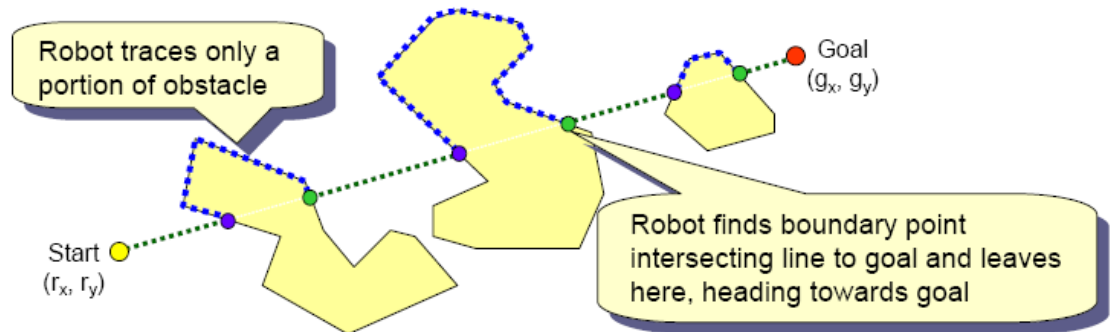 Robot traces only a
portion of obstacle
Goal
(gx, gy)
Start
(rx, ry)
Robot finds boundary point
intersecting line to goal and leaves
here, heading towards goal